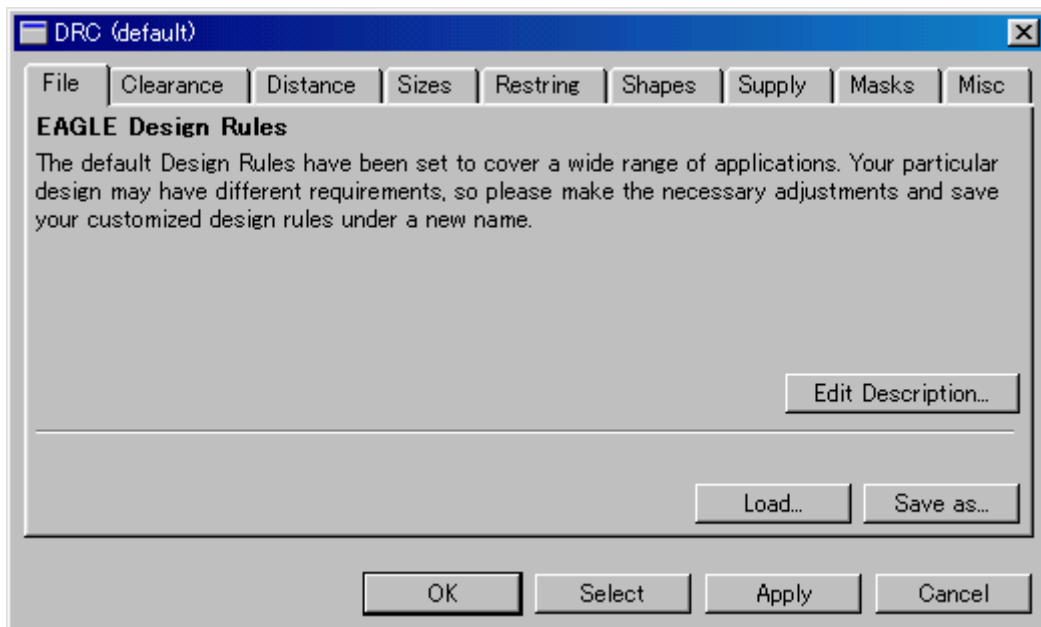 DRC (default)
File Clearance Distance Sizes Restring Shapes Supply Masks Misc
EAGLE Design Rules
The default Design Rules have been set to cover a wide range of applications. Your particular
design may have different requirements, so please make the necessary adjustments and save
your customized design rules under a new name.
Edit Description...
Load... Save as...
OK Select Apply Cancel